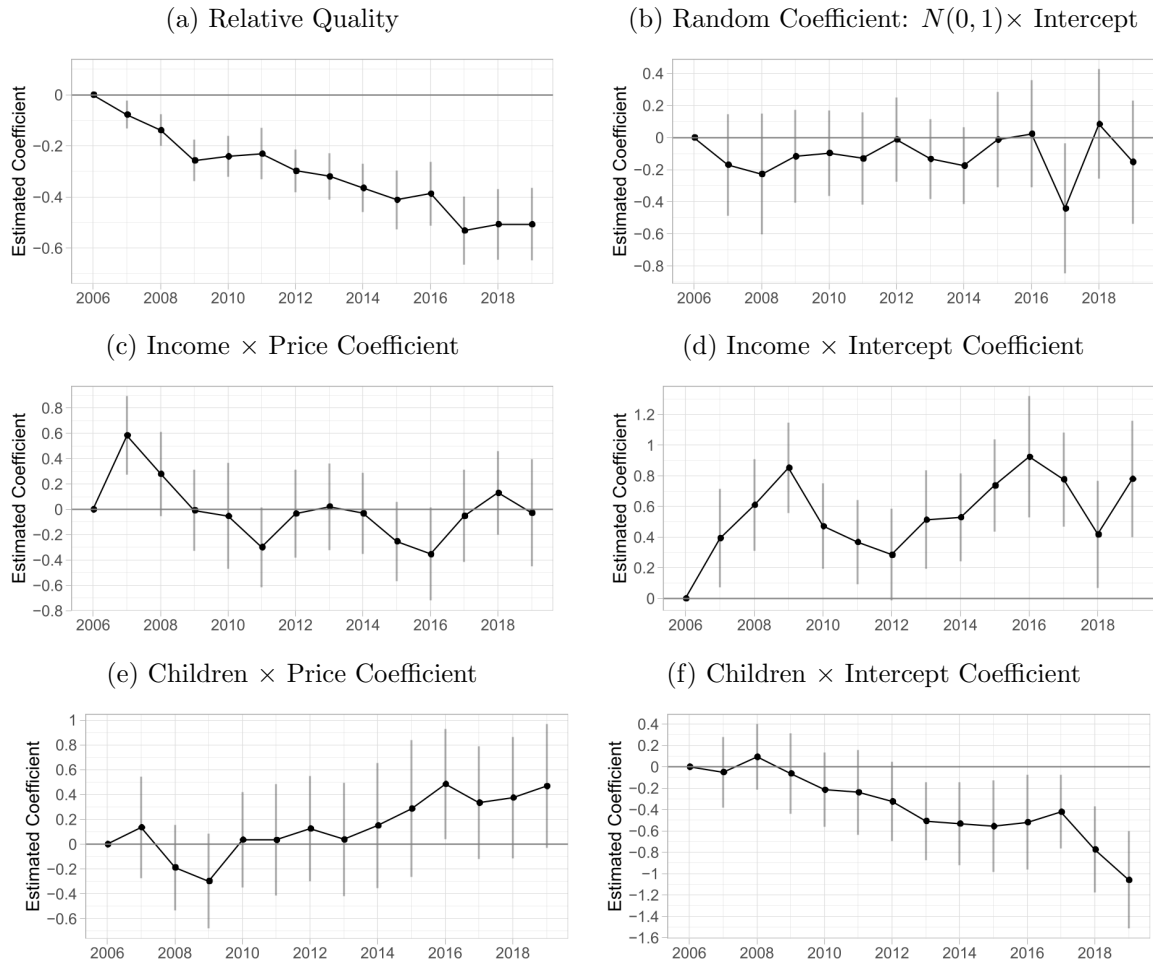 (a) Relative Quality
Estimated Coefficient
0
−0.2
−0.4
−0.6
2006 2008 2010 2012 2014 2016 2018
(b) Random Coefficient: N(0, 1)× Intercept
Estimated Coefficient
0.4
0.2
0
−0.2
−0.4
−0.6
−0.8
2006 2008 2010 2012 2014 2016 2018
(c) Income × Price Coefficient
Estimated Coefficient
0.8
0.6
0.4
0.2
0
−0.2
−0.4
−0.6
−0.8
2006 2008 2010 2012 2014 2016 2018
(d) Income × Intercept Coefficient
Estimated Coefficient
1.2
1
0.8
0.6
0.4
0.2
0
2006 2008 2010 2012 2014 2016 2018
(e) Children × Price Coefficient
Estimated Coefficient
1
0.8
0.6
0.4
0.2
0
−0.2
−0.4
−0.6
2006 2008 2010 2012 2014 2016 2018
(f) Children × Intercept Coefficient
Estimated Coefficient
0.4
0.2
0
−0.2
−0.4
−0.6
−0.8
−1
−1.2
−1.4
−1.6
2006 2008 2010 2012 2014 2016 2018